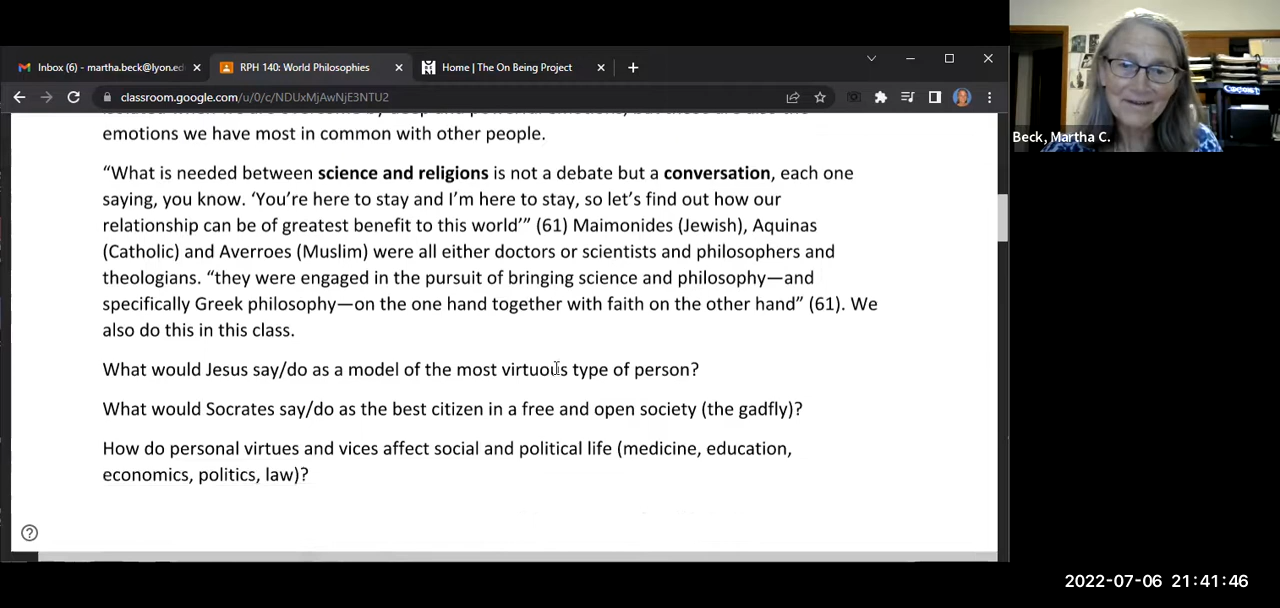 Inbox (6) - martha.beck@lyon.ed
RPH 140: World Philosophies
Home | The On Being Project
classroom.google.com/u/0/c/NDUxMjAwNjE3NTU2
Beck, Martha C.
emotions we have most in common with other people.
“What is needed between science and religions is not a debate but a conversation, each one
saying, you know. ‘You’re here to stay and I’m here to stay, so let’s find out how our
relationship can be of greatest benefit to this world’” (61) Maimonides (Jewish), Aquinas
(Catholic) and Averroes (Muslim) were all either doctors or scientists and philosophers and
theologians. “they were engaged in the pursuit of bringing science and philosophy—and
specifically Greek philosophy—on the one hand together with faith on the other hand” (61). We
also do this in this class.
What would Jesus say/do as a model of the most virtuous type of person?
What would Socrates say/do as the best citizen in a free and open society (the gadfly)?
How do personal virtues and vices affect social and political life (medicine, education,
economics, politics, law)?
2022-07-06 21:41:46